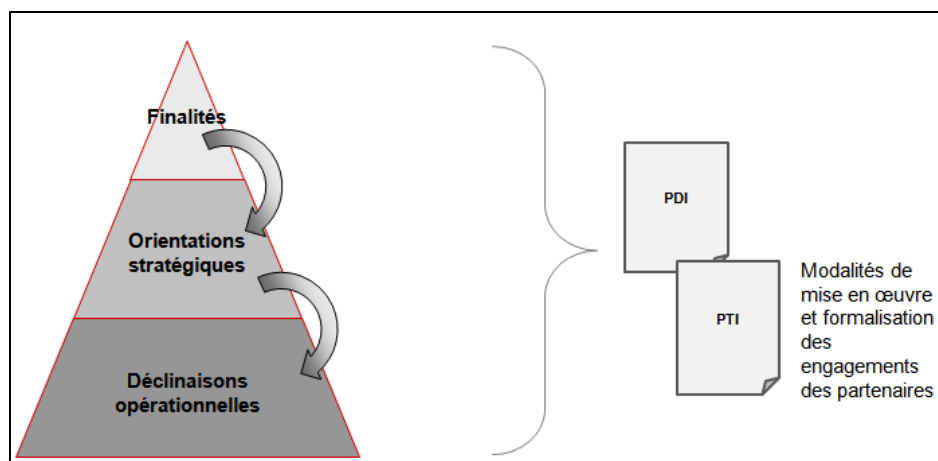 Finalités
Orientations
stratégiques
Déclinaisons
opérationnelles
PDI
PTI
Modalités de
mise en œuvre
et formalisation
des
engagements
des partenaires